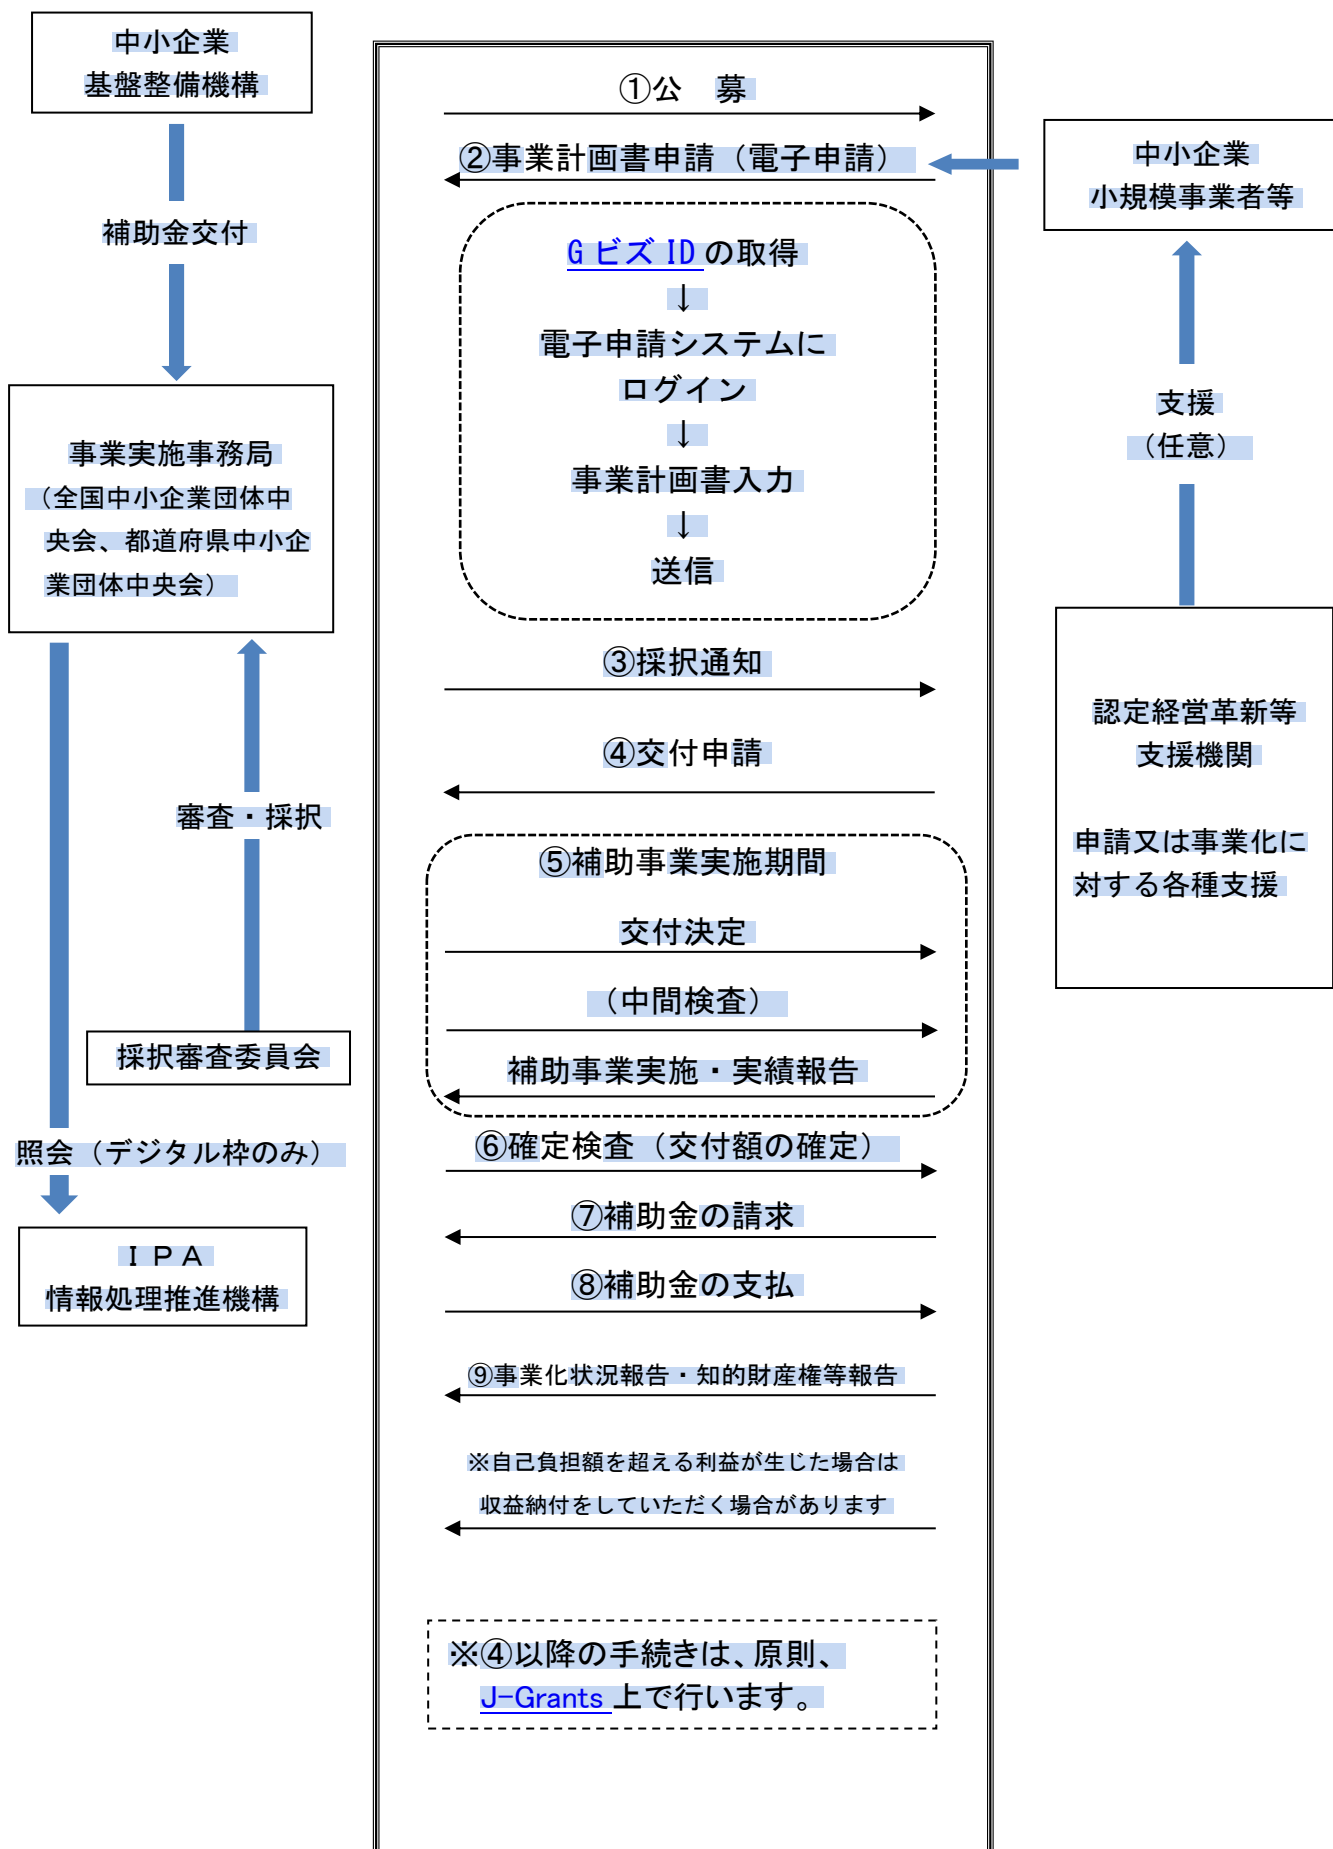 中小企業
基盤整備機構
補助金交付
事業実施事務局
（全国中小企業団体中
央会、都道府県中小企
業団体中央会）
審査・採択
採択審査委員会
照会（デジタル枠のみ）
ＩＰＡ
情報処理推進機構
①公　募
②事業計画書申請（電子申請）
GビズIDの取得
↓
電子申請システムに
ログイン
↓
事業計画書入力
↓
送信
③採択通知
④交付申請
⑤補助事業実施期間
交付決定
（中間検査）
補助事業実施・実績報告
⑥確定検査（交付額の確定）
⑦補助金の請求
⑧補助金の支払
⑨事業化状況報告・知的財産権等報告
※自己負担額を超える利益が生じた場合は
収益納付をしていただく場合があります
※④以降の手続きは、原則、
J-Grants上で行います。
中小企業
小規模事業者等
支援
（任意）
認定経営革新等
支援機関
申請又は事業化に
対する各種支援